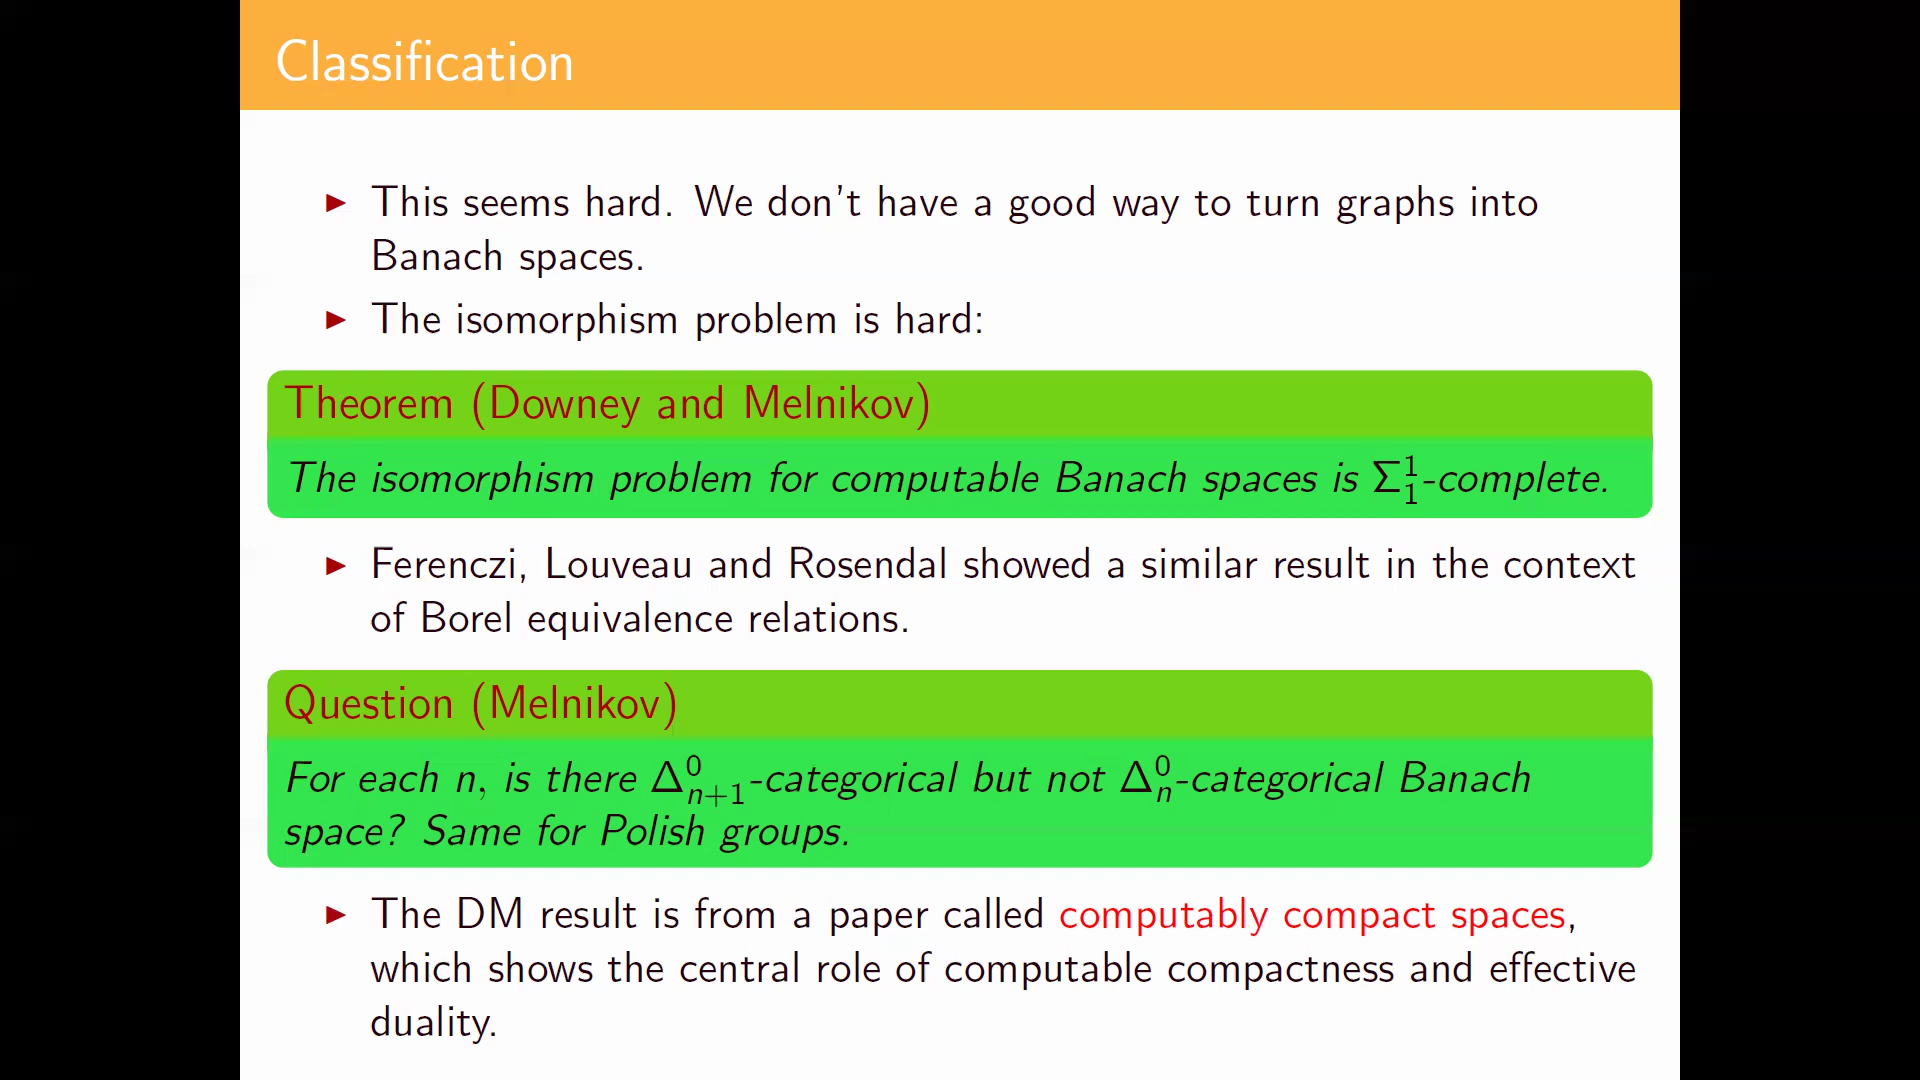 Classification
▶ This seems hard. We don't have a good way to turn graphs into
Banach spaces.
▶ The isomorphism problem is hard:
Theorem (Downey and Melnikov)
The isomorphism problem for computable Banach spaces is Σ¹₁-complete.
▶ Ferenczi, Louveau and Rosendal showed a similar result in the context
of Borel equivalence relations.
Question (Melnikov)
For each n, is there Δ⁰ₙ₊₁-categorical but not Δ⁰ₙ-categorical Banach
space? Same for Polish groups.
▶ The DM result is from a paper called computably compact spaces,
which shows the central role of computable compactness and effective
duality.